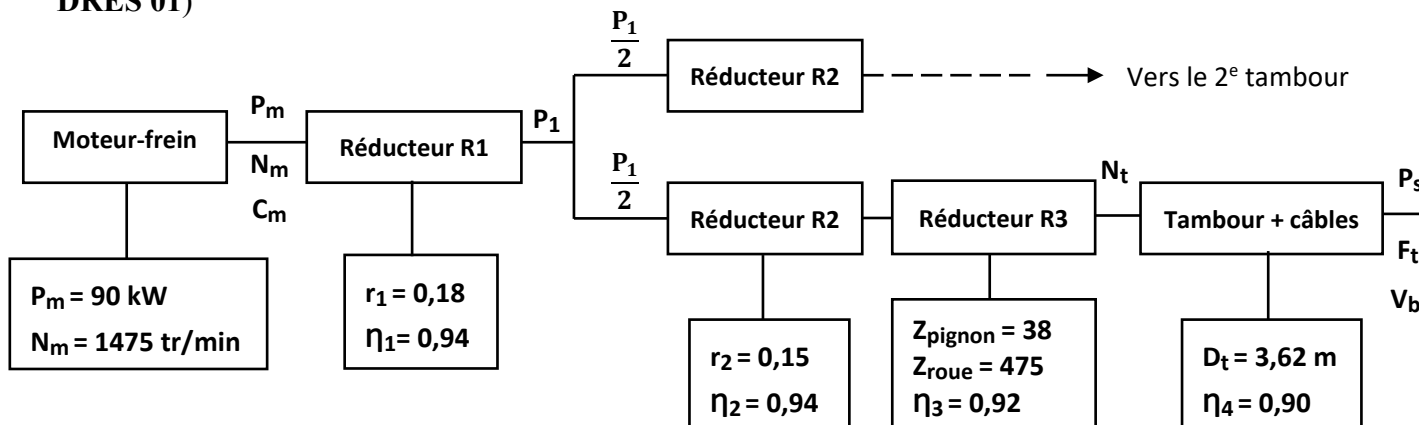 DRES 01)
P1/2
Réducteur R2
Vers le 2e tambour
Moteur-frein
Pm
Nm
Cm
Réducteur R1
P1
P1/2
Réducteur R2
Réducteur R3
Nt
Tambour + câbles
Ps
Ft
Vb
Pm = 90 kW
Nm = 1475 tr/min
r1 = 0,18
η1= 0,94
r2 = 0,15
η2 = 0,94
Zpignon = 38
Zroue = 475
η3 = 0,92
Dt = 3,62 m
η4 = 0,90